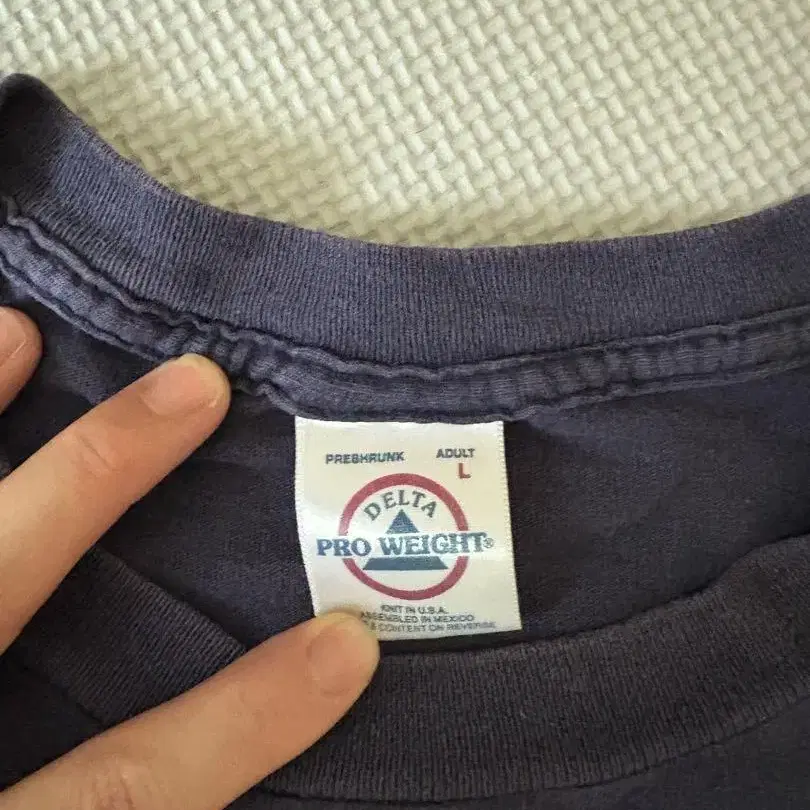 PRESHRUNK ADULT
L
DELTA
PRO WEIGHT®
KNIT IN U.S.A.
ASSEMBLED IN MEXICO
& CONTENT ON REVERSE